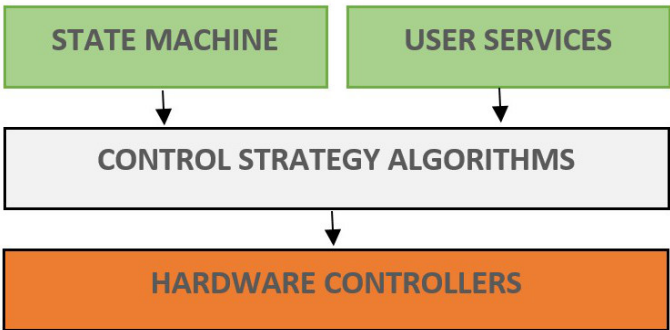 STATE MACHINE
USER SERVICES
CONTROL STRATEGY ALGORITHMS
HARDWARE CONTROLLERS